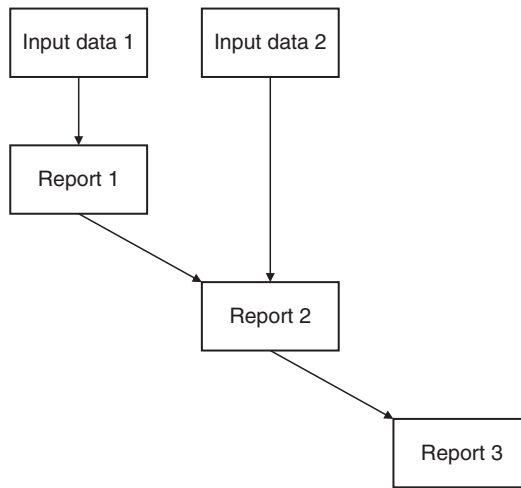 Input data 1
Input data 2
Report 1
Report 2
Report 3